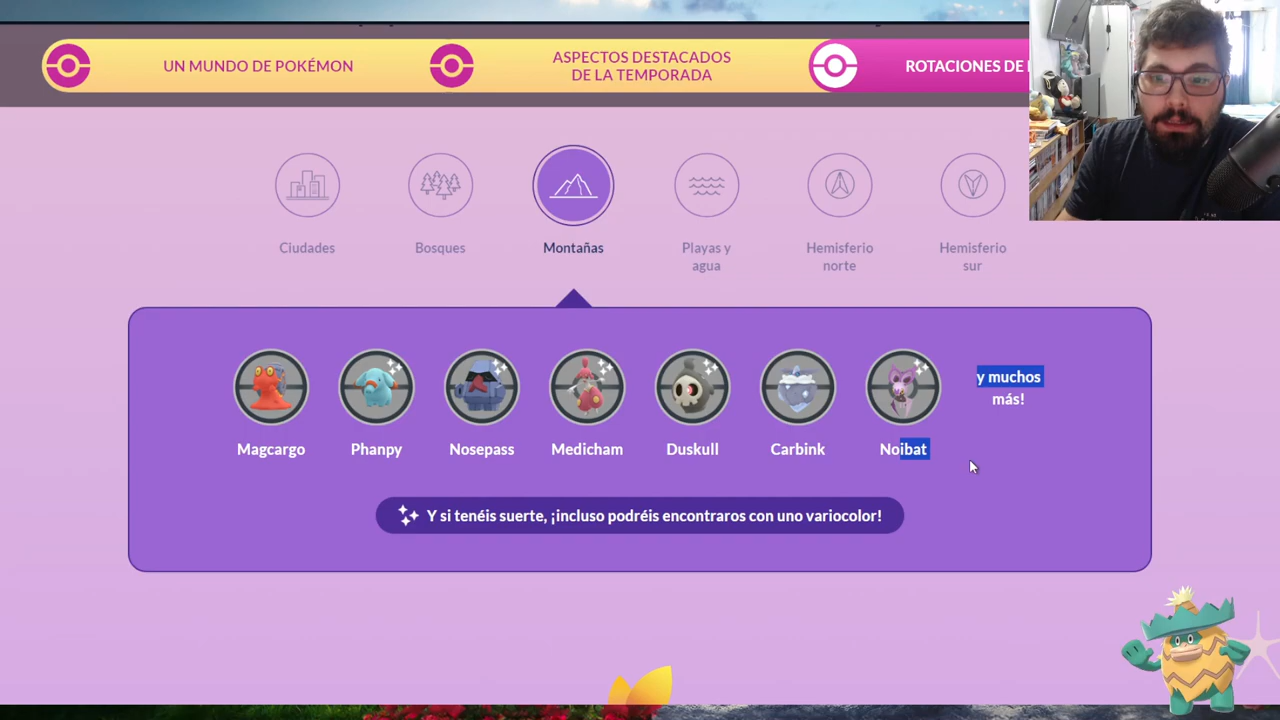 UN MUNDO DE POKÉMON
ASPECTOS DESTACADOS
DE LA TEMPORADA
ROTACIONES DE
Ciudades
Bosques
Montañas
Playas y
agua
Hemisferio
norte
Hemisferio
sur
y muchos
más!
Magcargo
Phanpy
Nosepass
Medicham
Duskull
Carbink
Noibat
Y si tenéis suerte, ¡incluso podréis encontraros con uno variocolor!